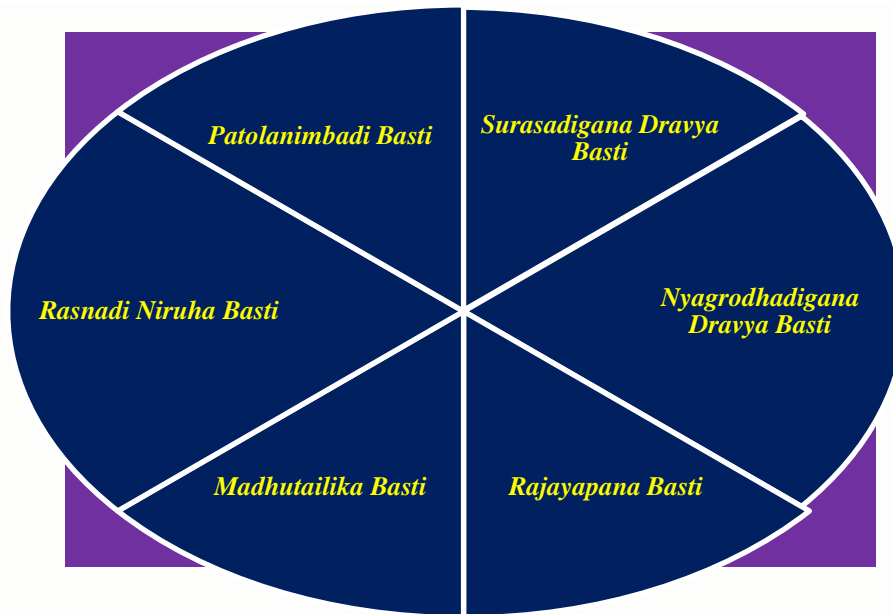 Patolanimbadi Basti
Surasadigana Dravya
Basti
Rasnadi Niruha Basti
Nyagrodhadigana
Dravya Basti
Madhutailika Basti
Rajayapana Basti